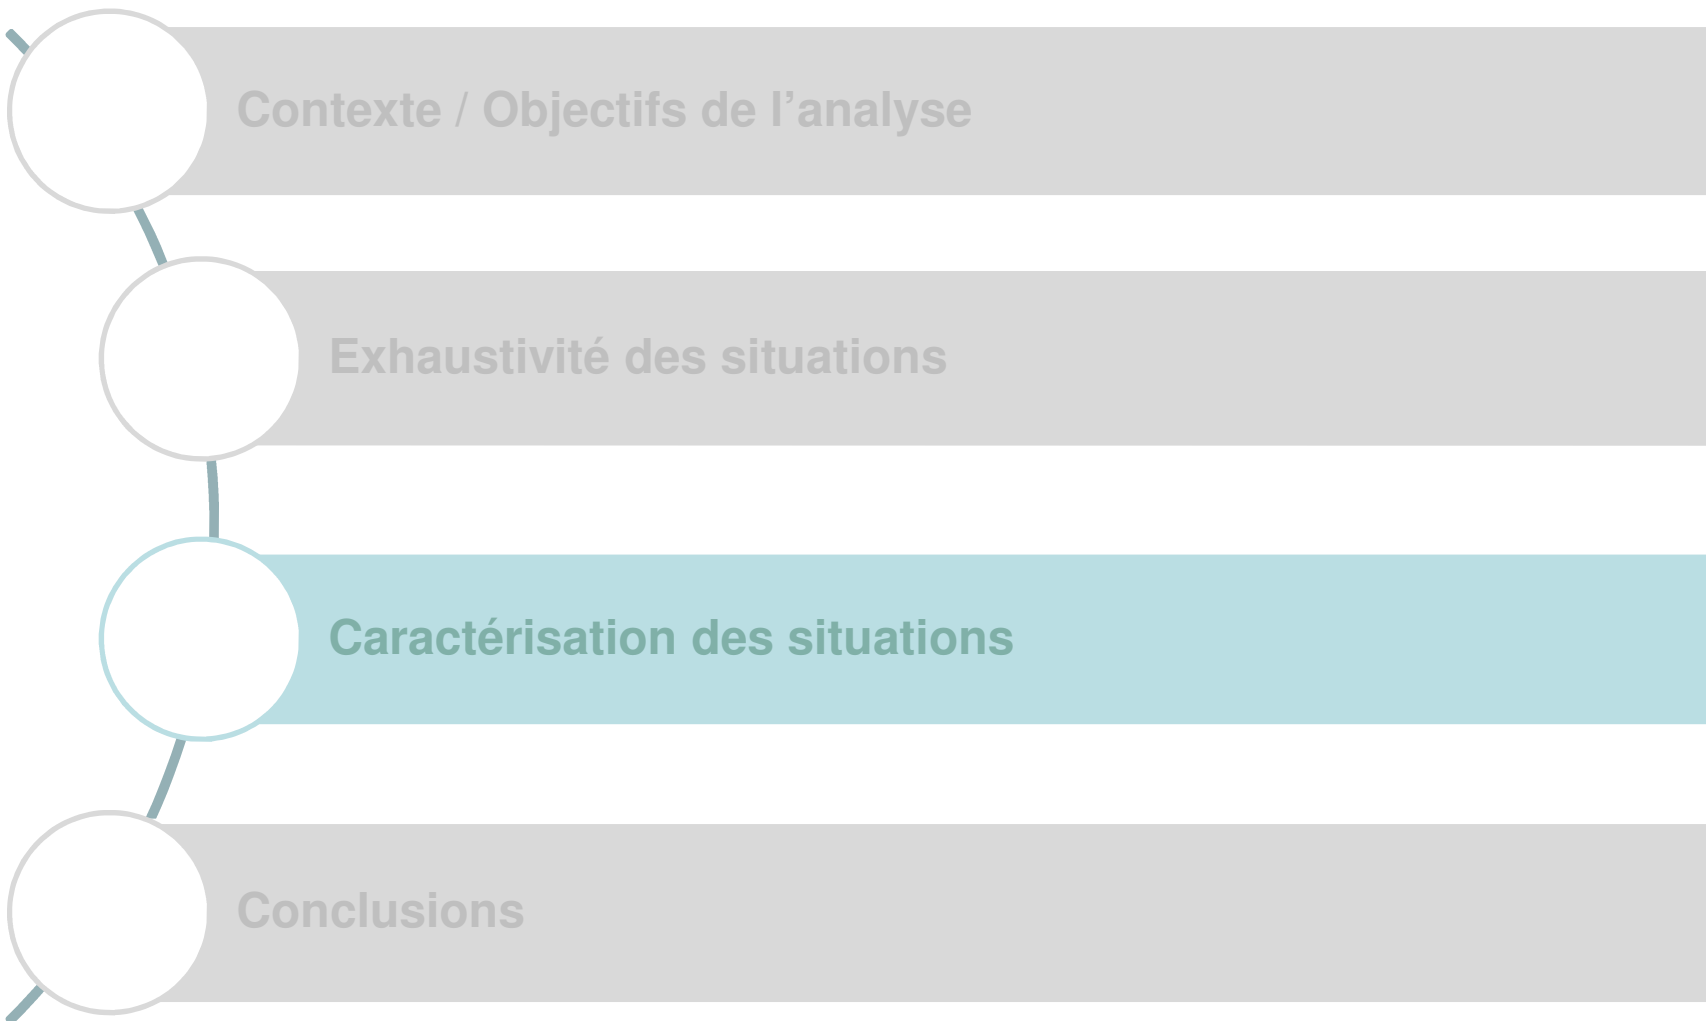 Contexte / Objectifs de l’analyse
Exhaustivité des situations
Caractérisation des situations
Conclusions